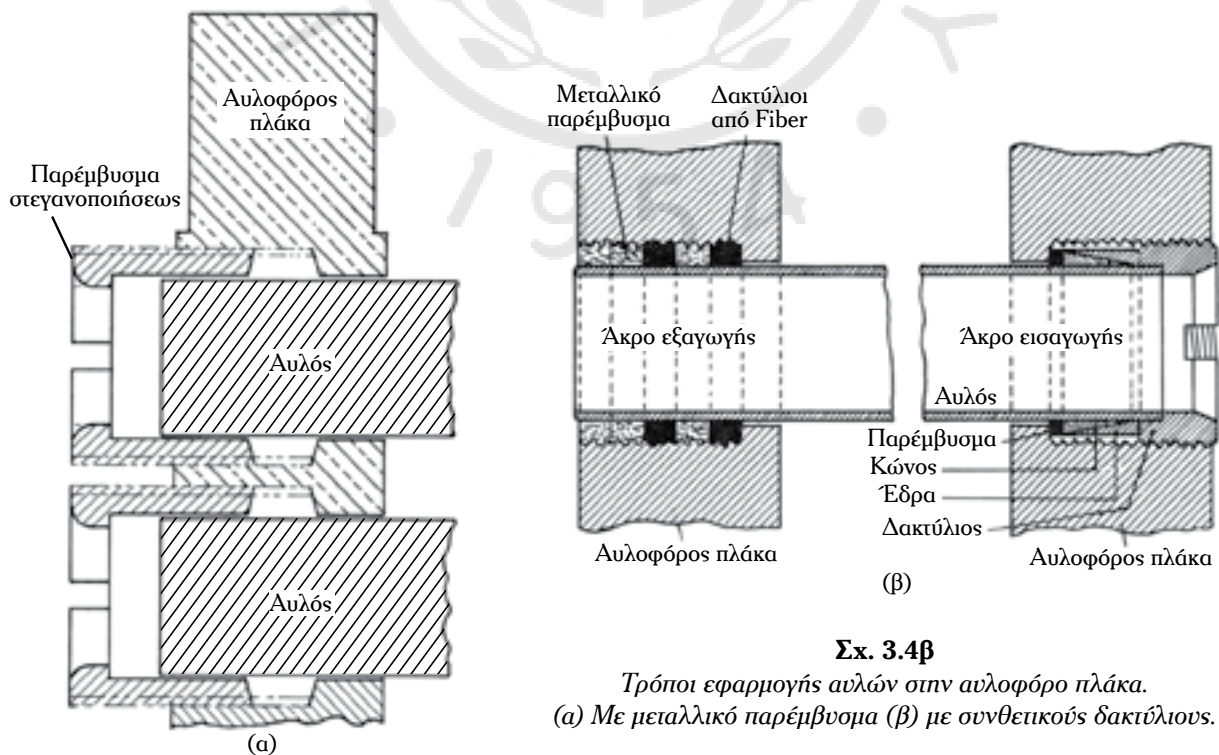 Αυλοφόρος
πλάκα
Παρέμβυσμα
στεγανοποιήσεως
Αυλός
Αυλός
(α)
1954
Μεταλλικό
παρέμβυσμα
Δακτύλιοι
από Fiber
Άκρο εξαγωγής
Άκρο εισαγωγής
Αυλός
Παρέμβυσμα
Κώνος
Έδρα
Δακτύλιος
Αυλοφόρος πλάκα
Αυλοφόρος πλάκα
(β)
Σχ. 3.4β
Τρόποι εφαρμογής αυλών στην αυλοφόρο πλάκα.
(α) Με μεταλλικό παρέμβυσμα (β) με συνθετικούς δακτύλιους.